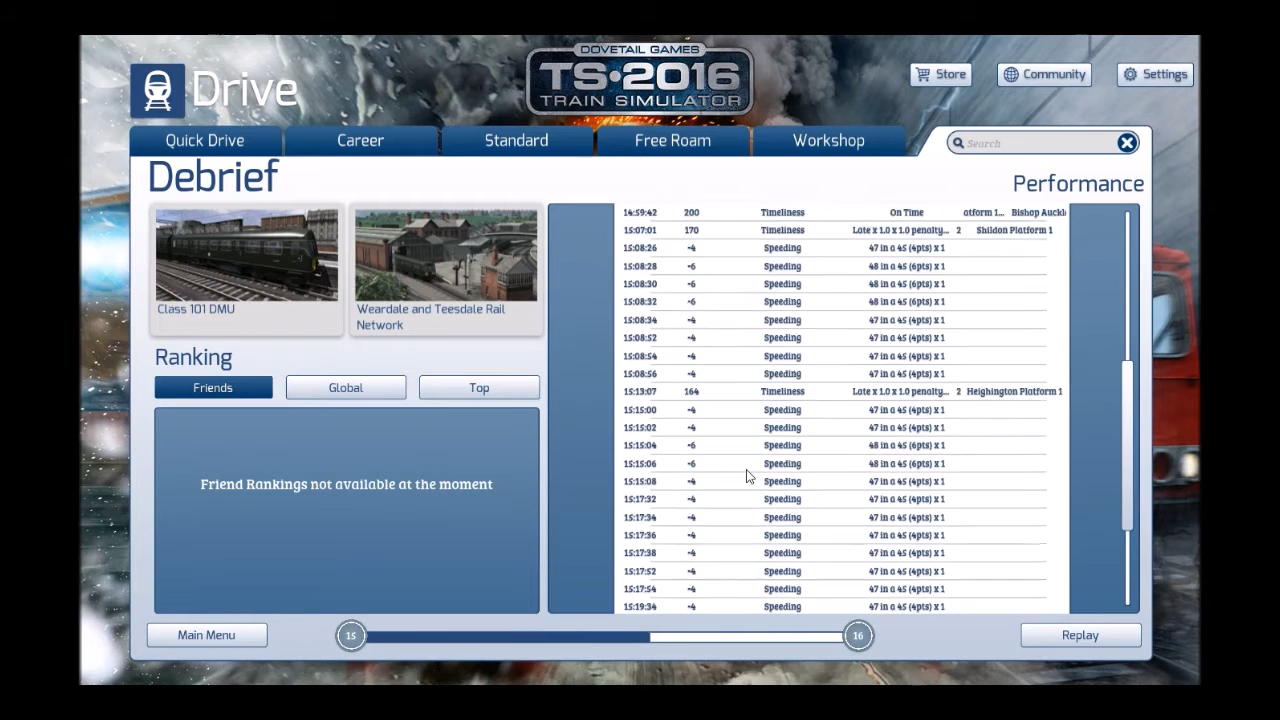 DOVETAIL GAMES
TS·2016
TRAIN SIMULATOR
Drive
Store
Community
Settings
Quick Drive
Career
Standard
Free Roam
Workshop
Search
Debrief
Performance
Class 101 DMU
Weardale and Teesdale Rail
Network
Ranking
Friends
Global
Top
Friend Rankings not available at the moment
14:59:42 200 Timeliness On Time atform 1... Bishop Auckl
15:07:01 170 Timeliness Late x 1.0 x 1.0 penalty... 2 Shildon Platform 1
15:08:26 -4 Speeding 47 in a 45 (4pts) x 1
15:08:28 -6 Speeding 48 in a 45 (6pts) x 1
15:08:30 -6 Speeding 48 in a 45 (6pts) x 1
15:08:32 -6 Speeding 48 in a 45 (6pts) x 1
15:08:34 -4 Speeding 47 in a 45 (4pts) x 1
15:08:52 -4 Speeding 47 in a 45 (4pts) x 1
15:08:54 -4 Speeding 47 in a 45 (4pts) x 1
15:08:56 -4 Speeding 47 in a 45 (4pts) x 1
15:13:07 164 Timeliness Late x 1.0 x 1.0 penalty... 2 Heighington Platform 1
15:15:00 -4 Speeding 47 in a 45 (4pts) x 1
15:15:02 -4 Speeding 47 in a 45 (4pts) x 1
15:15:04 -6 Speeding 48 in a 45 (6pts) x 1
15:15:06 -6 Speeding 48 in a 45 (6pts) x 1
15:15:08 -4 Speeding 47 in a 45 (4pts) x 1
15:17:32 -4 Speeding 47 in a 45 (4pts) x 1
15:17:34 -4 Speeding 47 in a 45 (4pts) x 1
15:17:36 -4 Speeding 47 in a 45 (4pts) x 1
15:17:38 -4 Speeding 47 in a 45 (4pts) x 1
15:17:52 -4 Speeding 47 in a 45 (4pts) x 1
15:17:54 -4 Speeding 47 in a 45 (4pts) x 1
15:19:34 -4 Speeding 47 in a 45 (4pts) x 1
Main Menu
15
16
Replay